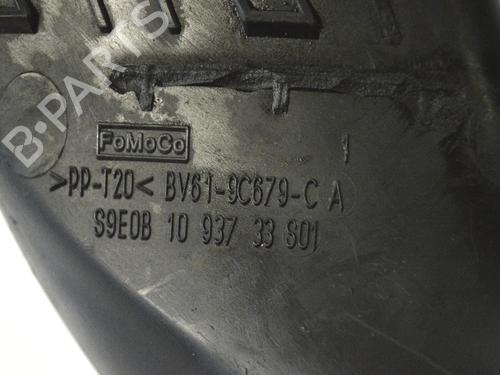 B-PARTS
FoMoCo
1
>PP-T20< BV61-9C679-C A
S9E0B 10 937 33 S01